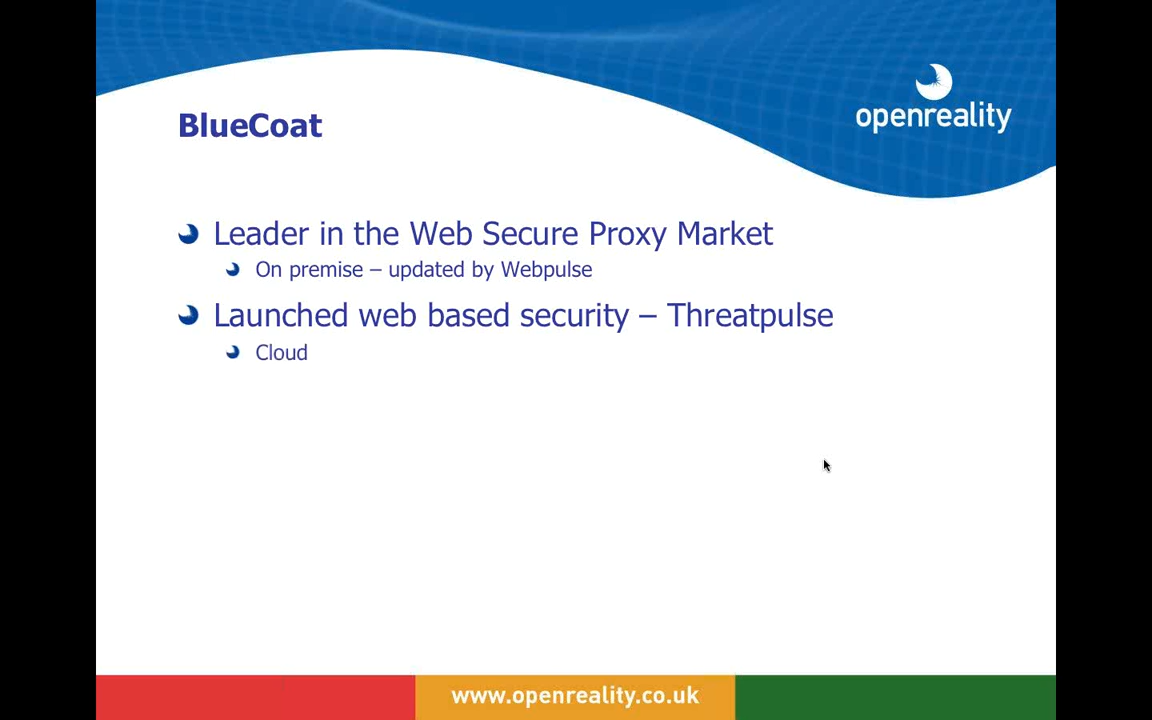 openreality
BlueCoat
Leader in the Web Secure Proxy Market
On premise – updated by Webpulse
Launched web based security – Threatpulse
Cloud
www.openreality.co.uk